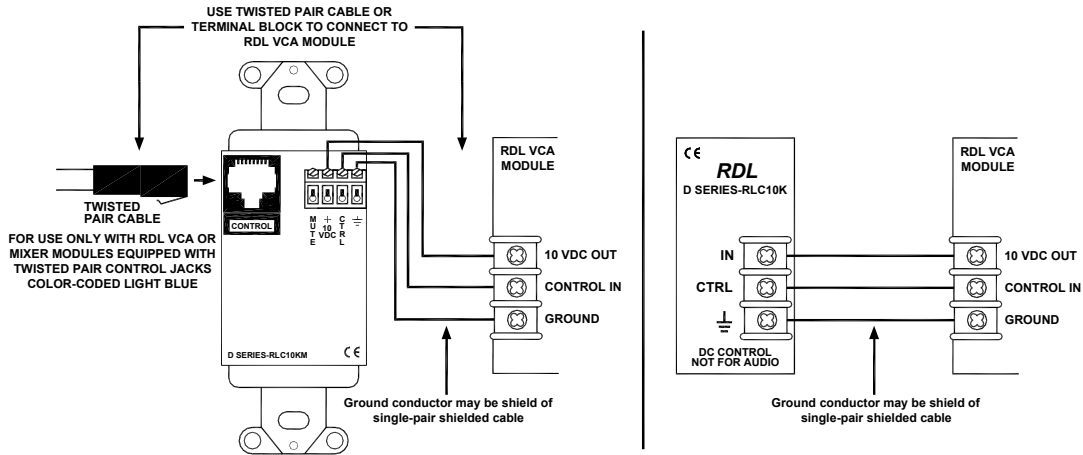 USE TWISTED PAIR CABLE OR
TERMINAL BLOCK TO CONNECT TO
RDL VCA MODULE
TWISTED
PAIR CABLE
FOR USE ONLY WITH RDL VCA OR
MIXER MODULES EQUIPPED WITH
TWISTED PAIR CONTROL JACKS
COLOR-CODED LIGHT BLUE
CONTROL
MUTE
+
10
VDC
CTRL
D SERIES-RLC10KM
CE
RDL VCA
MODULE
10 VDC OUT
CONTROL IN
GROUND
Ground conductor may be shield of
single-pair shielded cable
CE
RDL
D SERIES-RLC10K
IN
CTRL
DC CONTROL
NOT FOR AUDIO
RDL VCA
MODULE
10 VDC OUT
CONTROL IN
GROUND
Ground conductor may be shield of
single-pair shielded cable